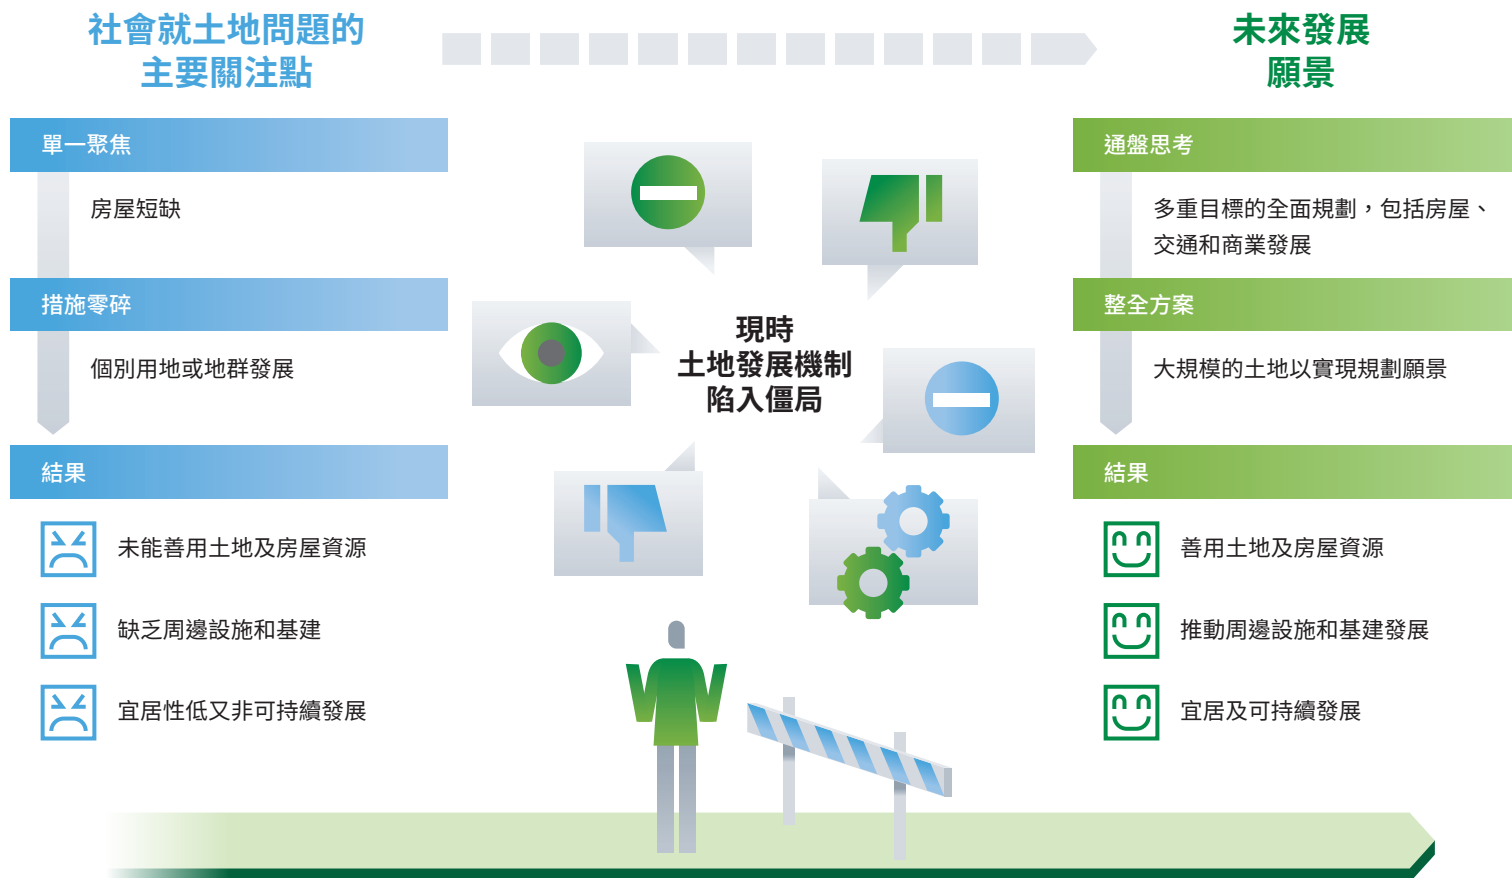 社會就土地問題的
主要關注點
單一聚焦
房屋短缺
措施零碎
個別用地或地群發展
結果
未能善用土地及房屋資源
缺乏周邊設施和基建
宜居性低又非可持續發展
現時
土地發展機制
陷入僵局
未來發展
願景
通盤思考
多重目標的全面規劃，包括房屋、
交通和商業發展
整全方案
大規模的土地以實現規劃願景
結果
善用土地及房屋資源
推動周邊設施和基建發展
宜居及可持續發展